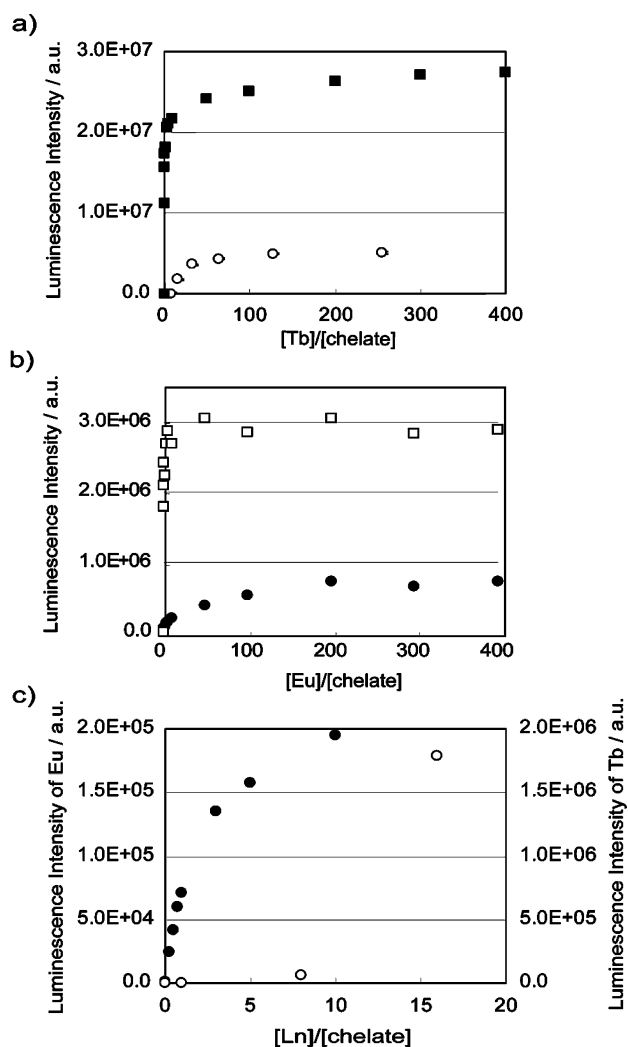 a)
Luminescence Intensity / a.u.
3.0E+07
2.0E+07
1.0E+07
0.0
0 100 200 300 400
[Tb]/[chelate]
b)
Luminescence Intensity / a.u.
3.0E+06
2.0E+06
1.0E+06
0.0
0 100 200 300 400
[Eu]/[chelate]
c)
Luminescence Intensity of Eu / a.u.
2.0E+05
1.5E+05
1.0E+05
5.0E+04
0.0
0 5 10 15 20
[Ln]/[chelate]
2.0E+06
1.5E+06
1.0E+06
5.0E+05
0.0
Luminescence Intensity of Tb / a.u.